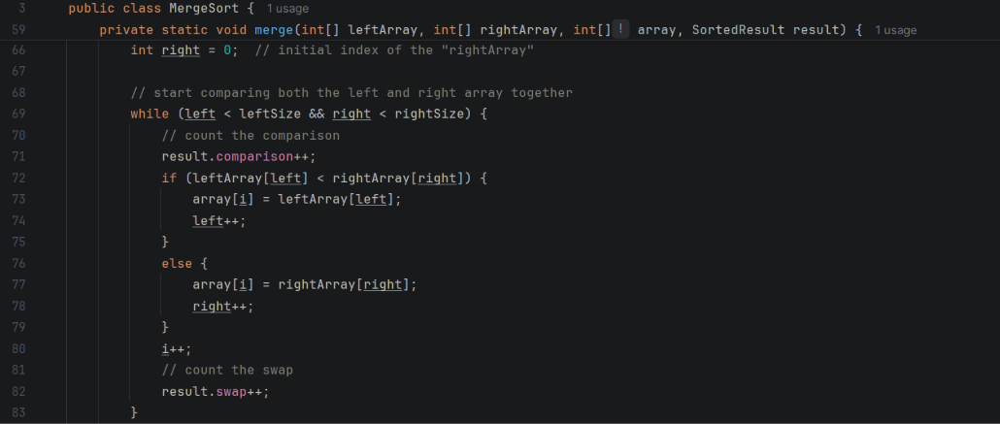 3 public class MergeSort { 1 usage
59 private static void merge(int[] leftArray, int[] rightArray, int[] ! array, SortedResult result) { 1 usage
66 int right = 0; // initial index of the "rightArray"
67
68 // start comparing both the left and right array together
69 while (left < leftSize && right < rightSize) {
70 // count the comparison
71 result.comparison++;
72 if (leftArray[left] < rightArray[right]) {
73 array[i] = leftArray[left];
74 left++;
75 }
76 else {
77 array[i] = rightArray[right];
78 right++;
79 }
80 i++;
81 // count the swap
82 result.swap++;
83 }